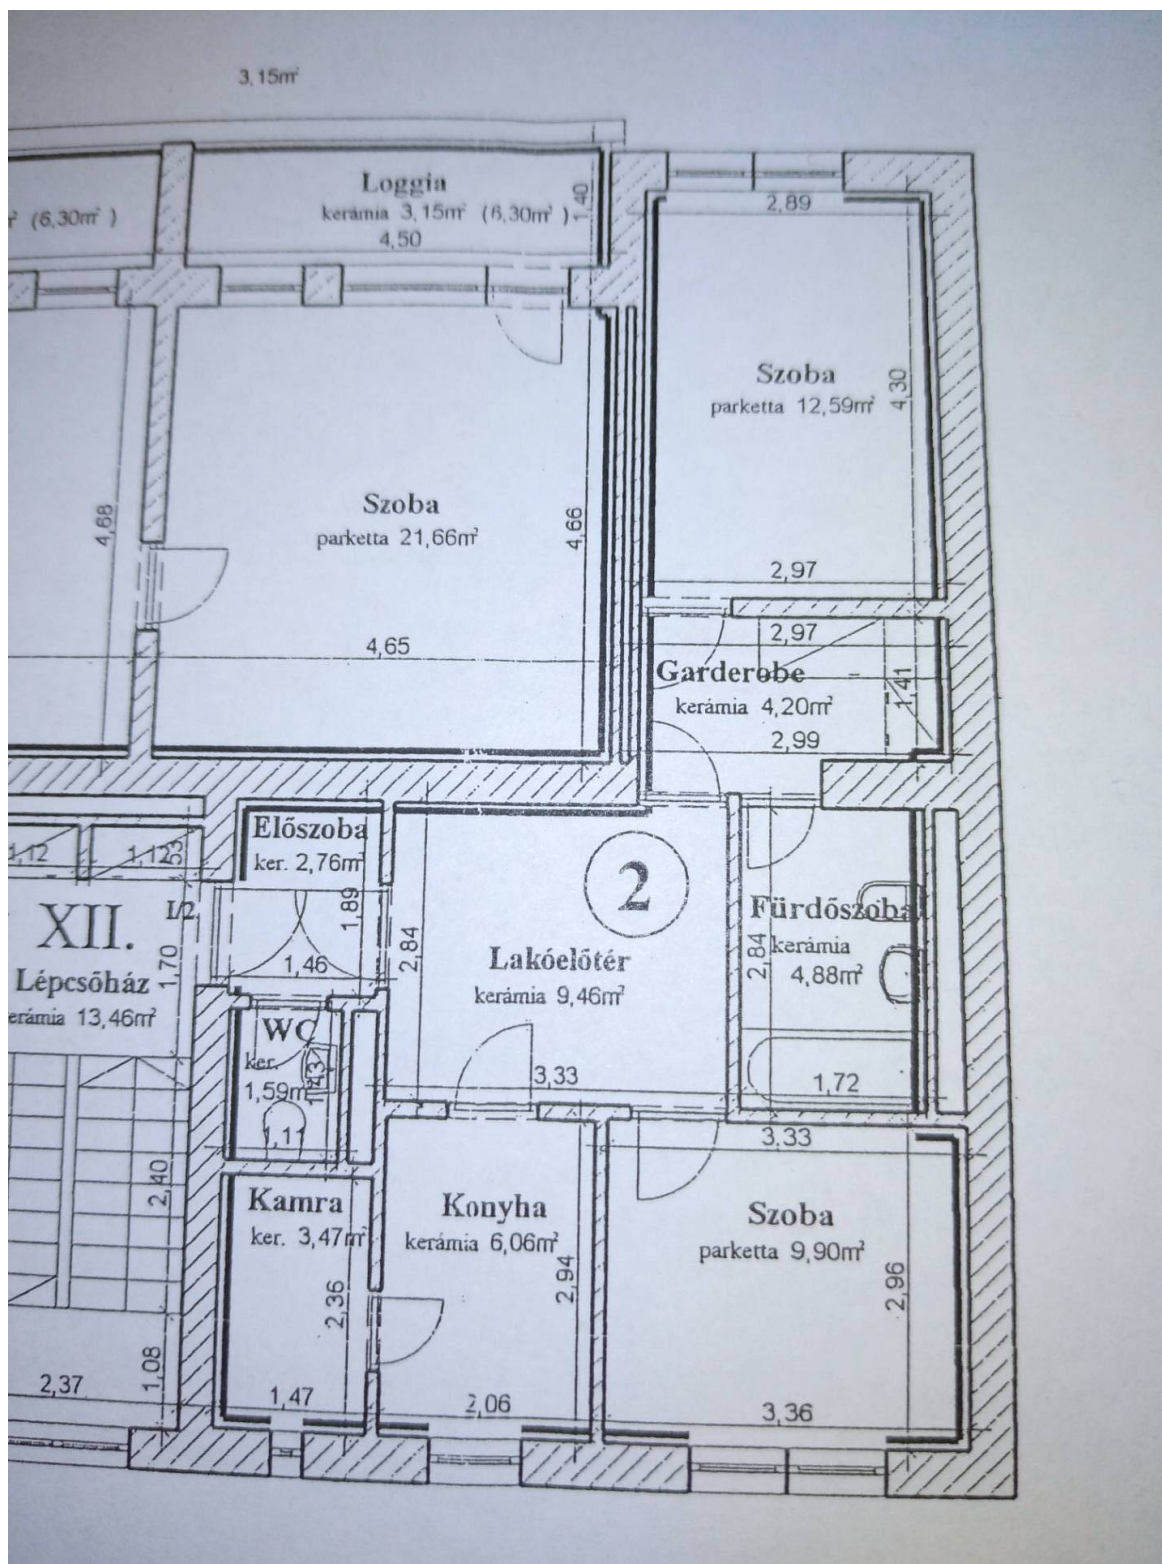 3,15m²
Loggia
kerámia 3,15m² (6,30m²)
4,50
1,40
(6,30m²)
2,89
Szoba
parketta 12,59m²
4,30
2,97
Szoba
parketta 21,66m²
4,68
4,66
4,65
2,97
Garderobe
kerámia 4,20m²
1,41
2,99
Előszoba
ker. 2,76m²
1,89
1,46
1,12
1,12
53
I/2.
XII.
Lépcsőház
kerámia 13,46m²
1,70
2
2,84
Lakóelőtér
kerámia 9,46m²
3,33
Fürdőszoba
kerámia
4,88m²
2,84
1,72
WC
ker.
1,59m²
1,11
3,33
Kamra
ker. 3,47m²
2,36
1,47
Konyha
kerámia 6,06m²
2,94
2,06
Szoba
parketta 9,90m²
2,96
3,36
2,40
1,08
2,37